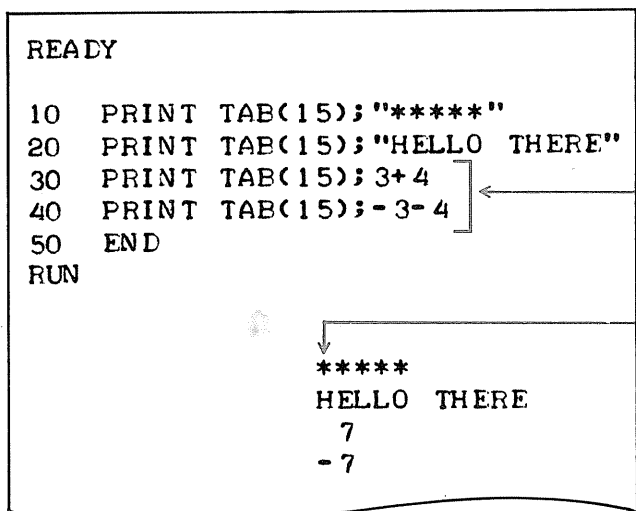 READY
10 PRINT TAB(15);"*****"
20 PRINT TAB(15);"HELLO THERE"
30 PRINT TAB(15);3+4
40 PRINT TAB(15);-3-4
50 END
RUN
*****
HELLO THERE
7
-7